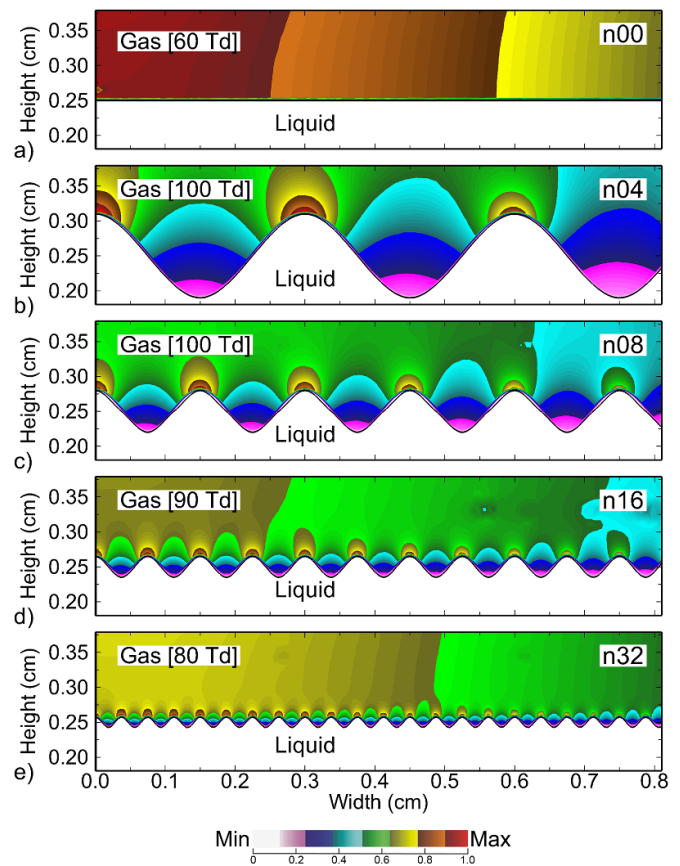 0.38
Gas [60 Td]
n00
0.33
0.25
Liquid
0.20
Height (cm)
a)
0.38
Gas [100 Td]
n04
0.30
0.25
Liquid
0.20
Height (cm)
b)
0.35
Gas [100 Td]
n08
0.30
0.25
Liquid
0.20
Height (cm)
c)
0.35
Gas [90 Td]
n16
0.30
0.25
Liquid
0.20
Height (cm)
d)
0.35
Gas [80 Td]
n32
0.30
0.25
Liquid
0.20
Height (cm)
e)
0.0 0.1 0.2 0.3 0.4 0.5 0.6 0.7 0.8
Width (cm)
Min Max
0 0.2 0.4 0.6 0.8 1.0